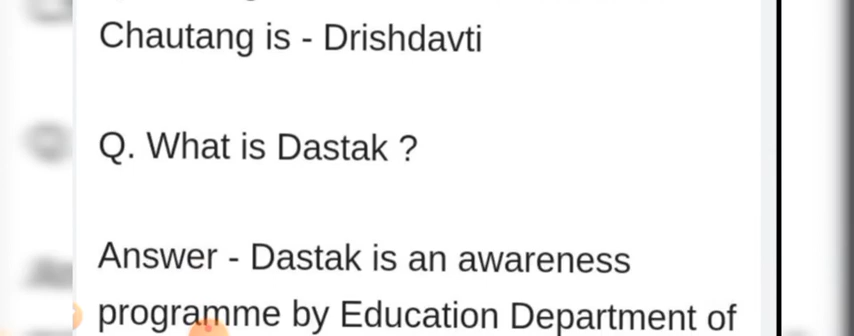 Chautang is - Drishdavti
Q. What is Dastak ?
Answer - Dastak is an awareness
programme by Education Department of